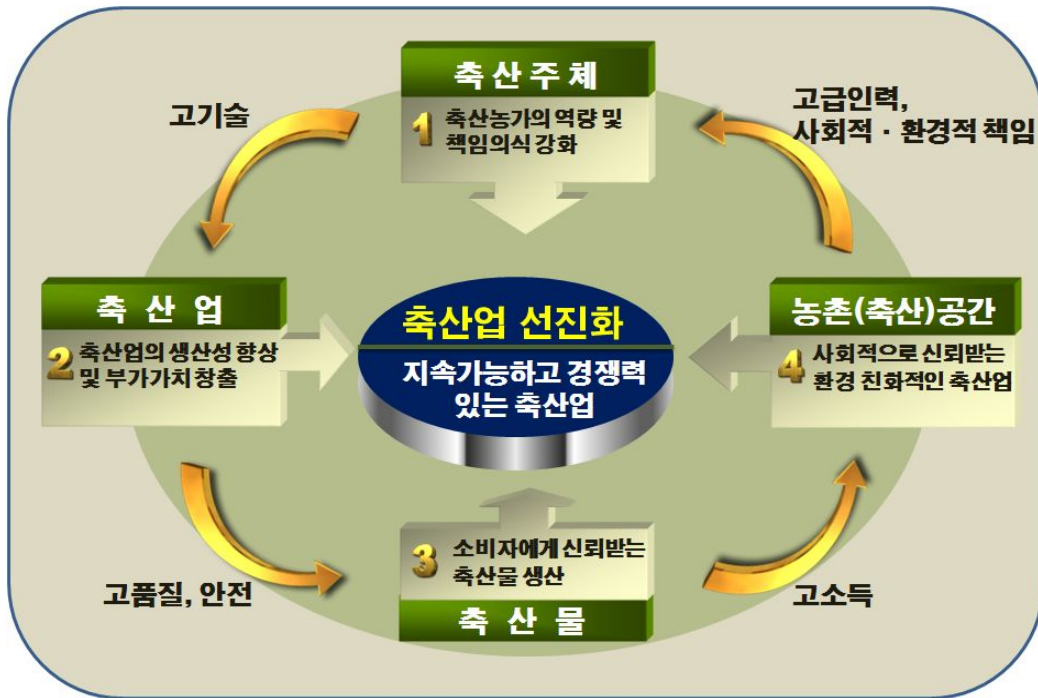 축산주체
1 축산농가의 역량 및
책임의식 강화
고기술
고급인력,
사회적 · 환경적 책임
축 산 업
2 축산업의 생산성 향상
및 부가가치 창출
축산업 선진화
지속가능하고 경쟁력
있는 축산업
농촌(축산)공간
4 사회적으로 신뢰받는
환경 친화적인 축산업
3 소비자에게 신뢰받는
축산물 생산
축 산 물
고품질, 안전
고소득